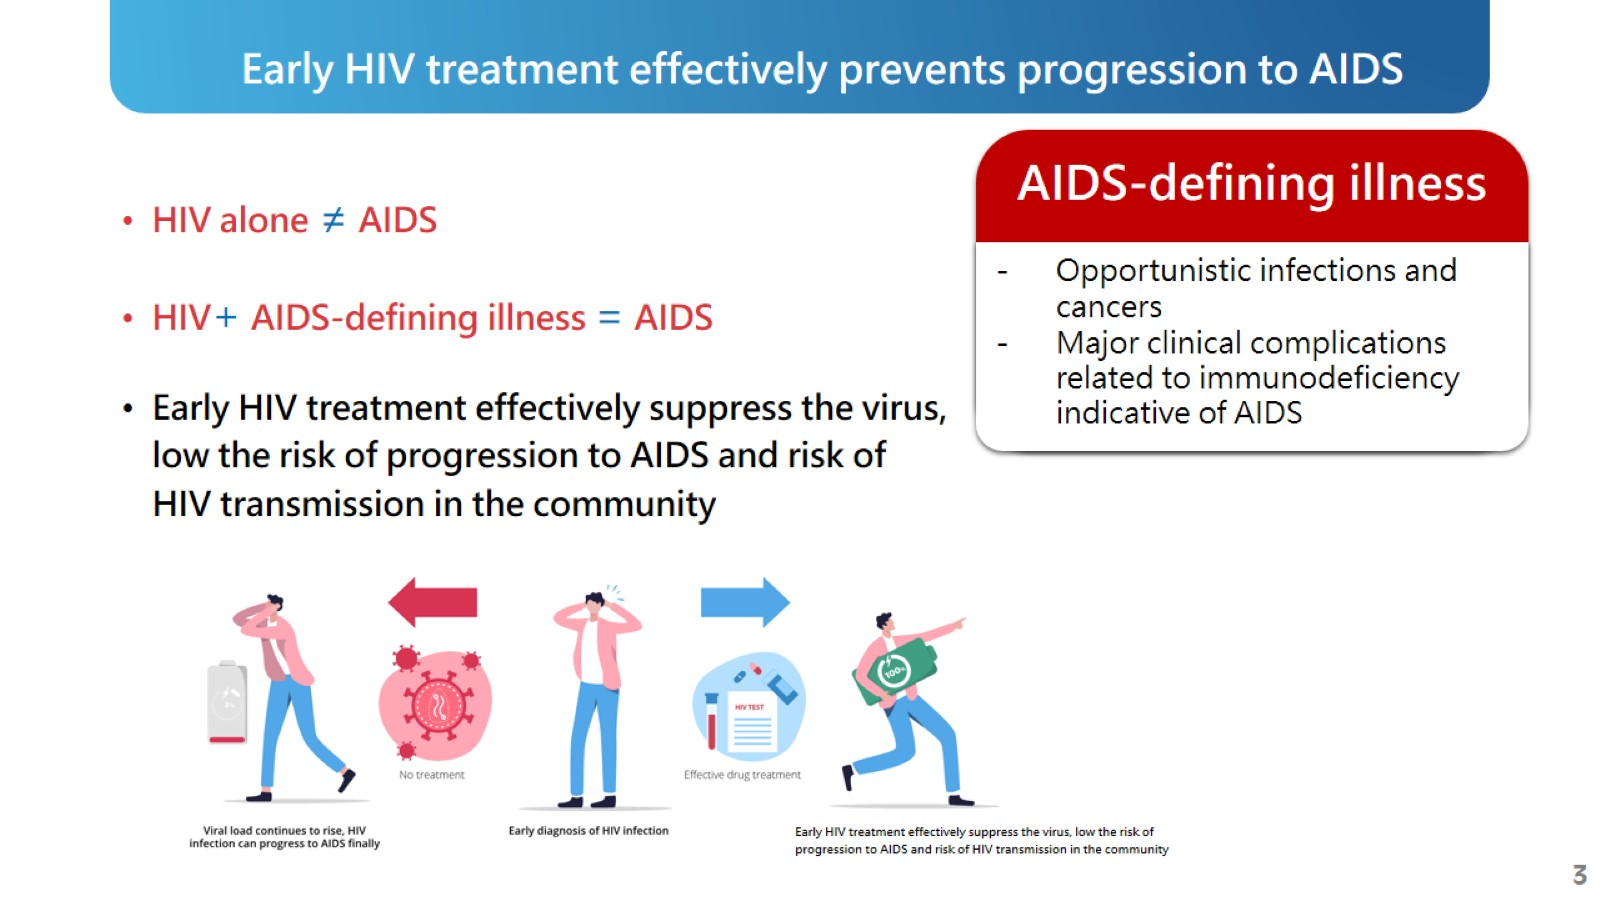 Early HIV treatment effectively prevents progression to AIDS
• HIV alone ≠ AIDS
• HIV+ AIDS-defining illness = AIDS
• Early HIV treatment effectively suppress the virus,
low the risk of progression to AIDS and risk of
HIV transmission in the community
AIDS-defining illness
- Opportunistic infections and
cancers
- Major clinical complications
related to immunodeficiency
indicative of AIDS
No treatment
HIV TEST
Effective drug treatment
100%
Viral load continues to rise, HIV
infection can progress to AIDS finally
Early diagnosis of HIV infection
Early HIV treatment effectively suppress the virus, low the risk of
progression to AIDS and risk of HIV transmission in the community
3